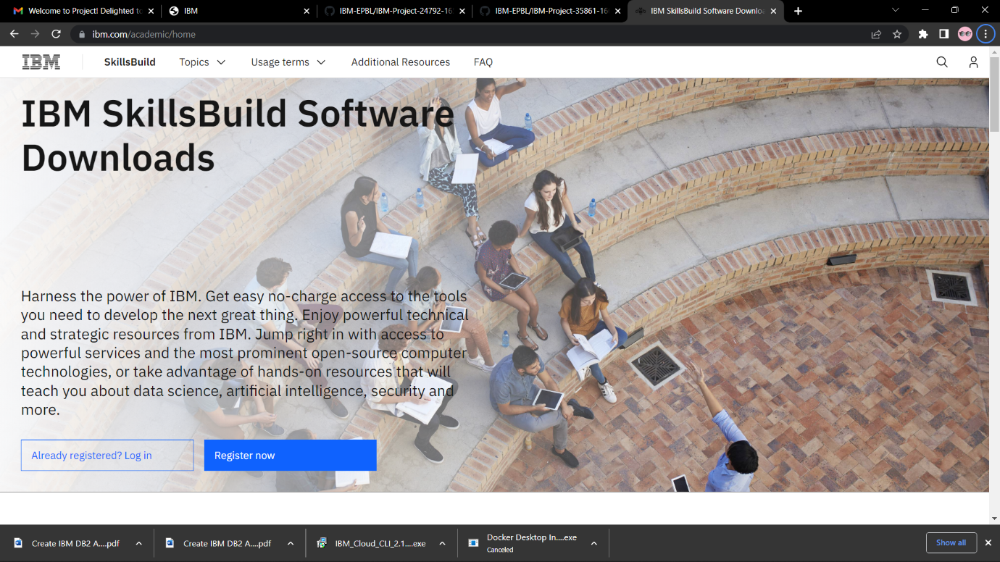 Welcome to Project! Delighted to
IBM
IBM-EPBL/IBM-Project-24792-16
IBM-EPBL/IBM-Project-35861-16
IBM SkillsBuild Software Downloa
ibm.com/academic/home
IBM
SkillsBuild
Topics
Usage terms
Additional Resources
FAQ
IBM SkillsBuild Software
Downloads
Harness the power of IBM. Get easy no-charge access to the tools
you need to develop the next great thing. Enjoy powerful technical
and strategic resources from IBM. Jump right in with access to
powerful services and the most prominent open-source computer
technologies, or take advantage of hands-on resources that will
teach you about data science, artificial intelligence, security and
more.
Already registered? Log in
Register now
Create IBM DB2 A....pdf
Create IBM DB2 A....pdf
IBM_Cloud_CLI_2.1....exe
Docker Desktop In....exe
Canceled
Show all